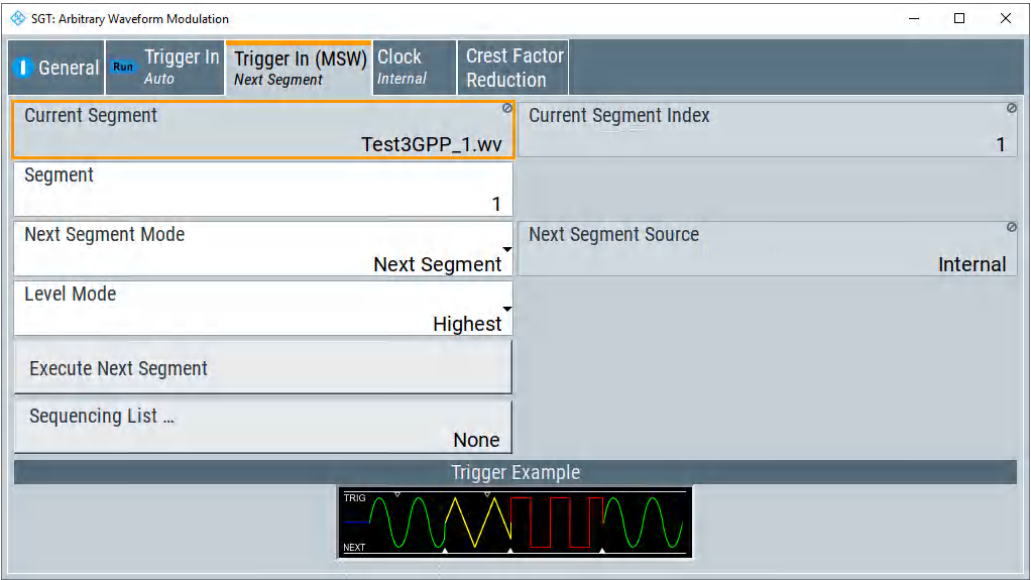 SGT: Arbitrary Waveform Modulation
General
Run
Trigger In
Auto
Trigger In (MSW)
Next Segment
Clock
Internal
Crest Factor
Reduction
Current Segment
Test3GPP_1.wv
Current Segment Index
1
Segment
1
Next Segment Mode
Next Segment
Next Segment Source
Internal
Level Mode
Highest
Execute Next Segment
Sequencing List ...
None
Trigger Example
TRIG
NEXT